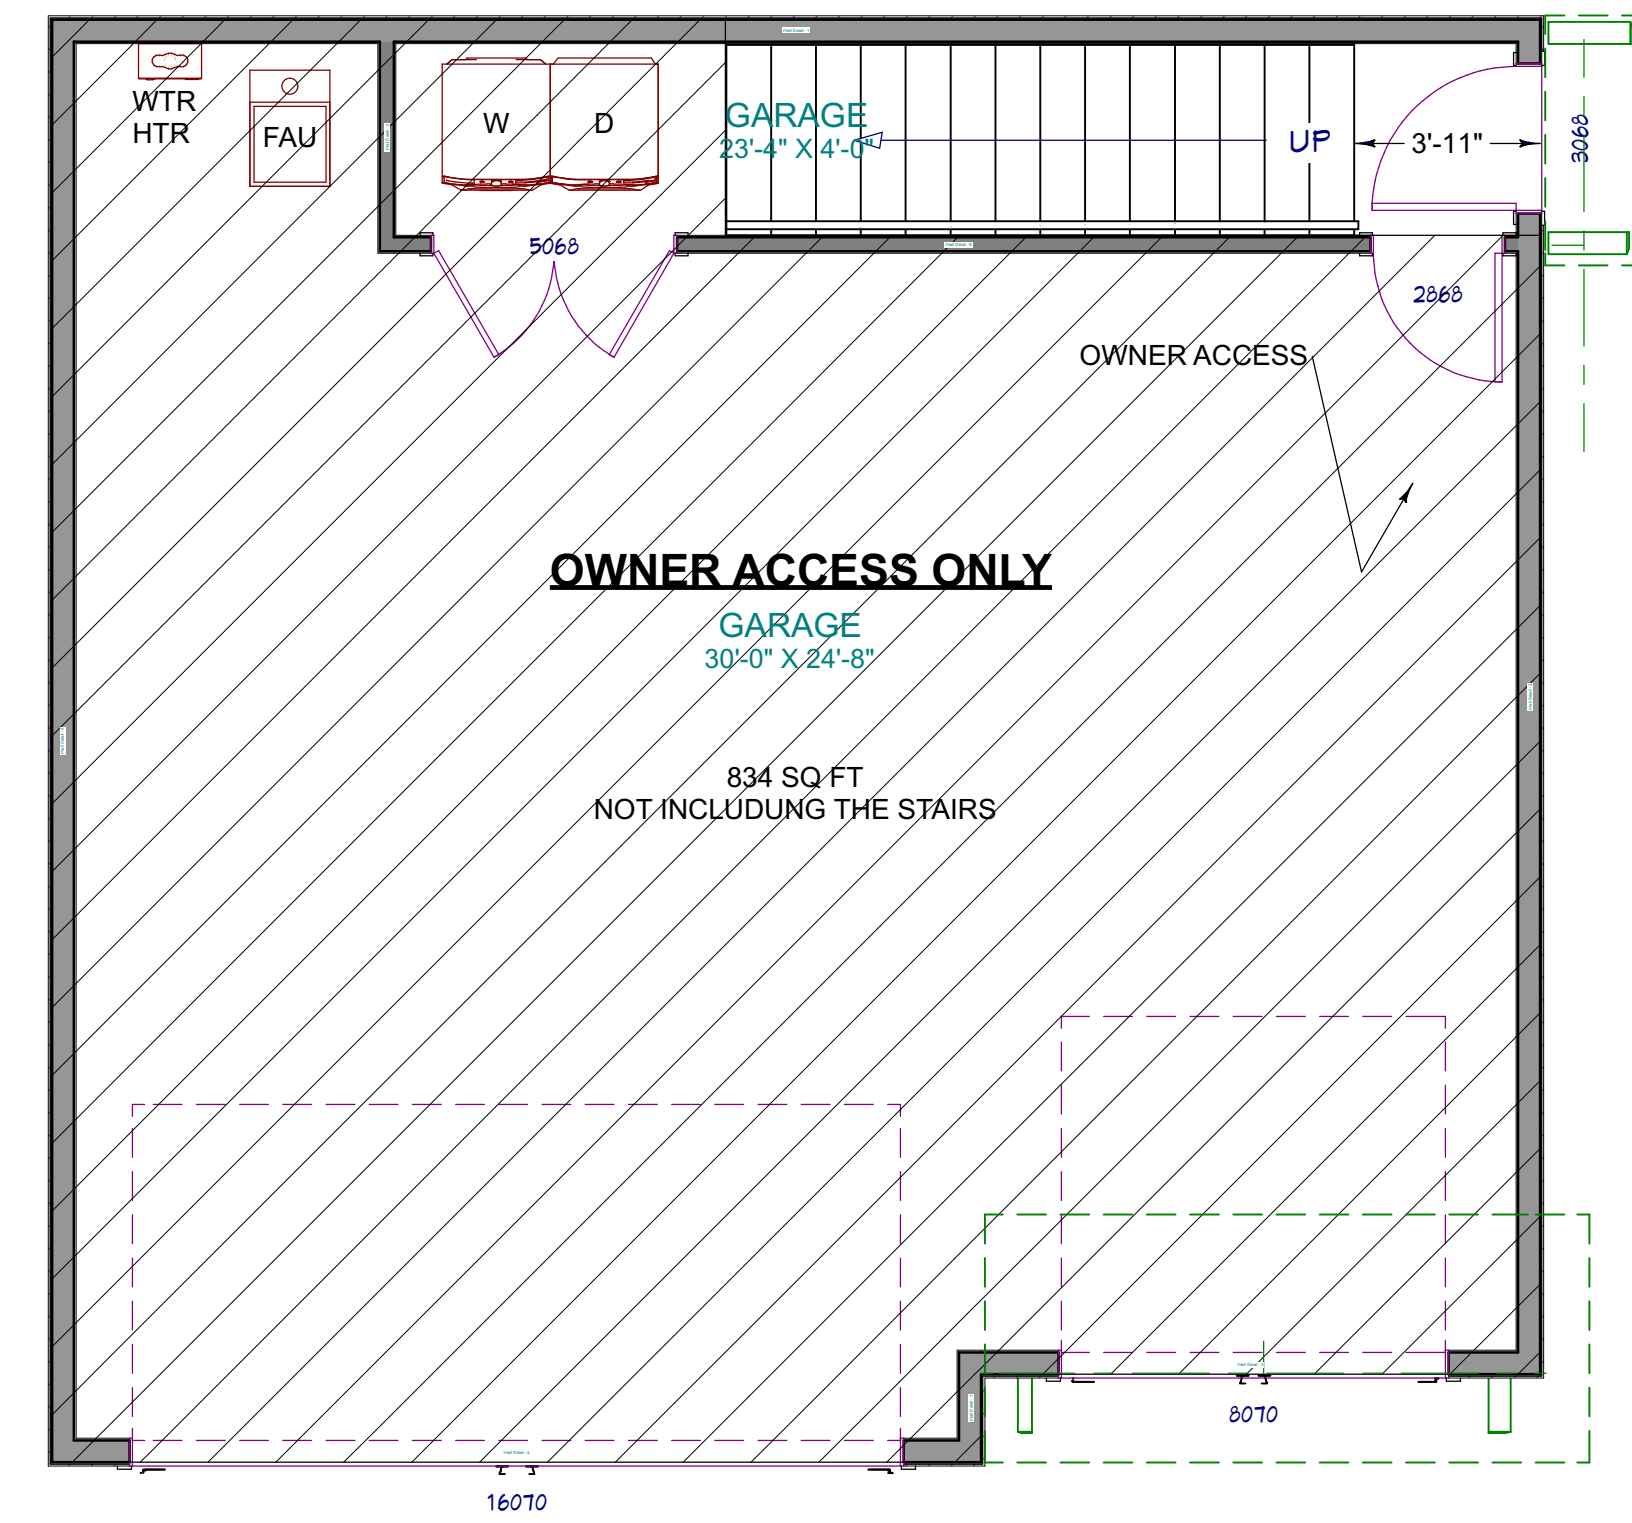 WTR
HTR
FAU
W
D
GARAGE
23'-4" X 4'-0"
UP
3'-11"
3068
5068
2868
OWNER ACCESS
OWNER ACCESS ONLY
GARAGE
30'-0" X 24'-8"
834 SQ FT
NOT INCLUDUNG THE STAIRS
8070
16070